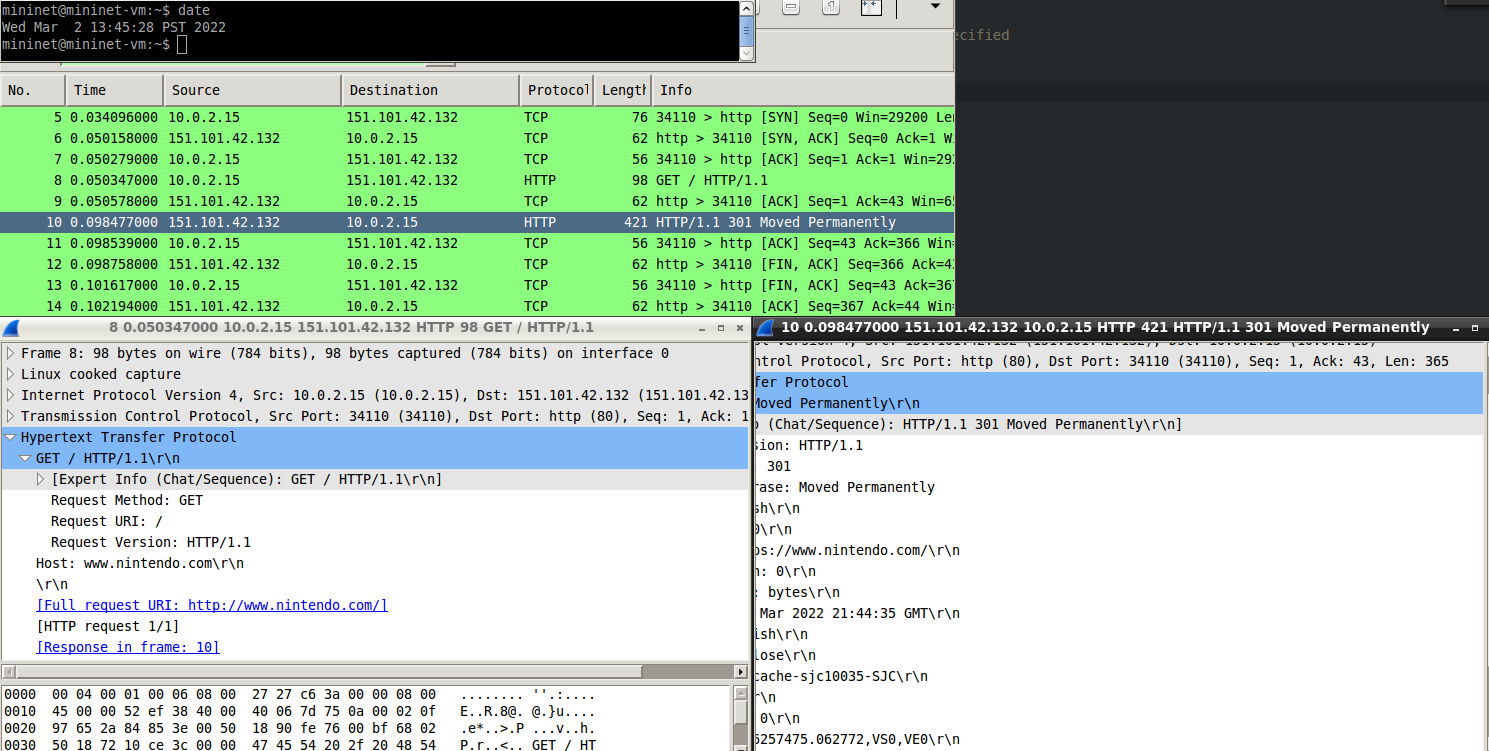 mininet@mininet-vm:~$ date
Wed Mar  2 13:45:28 PST 2022
mininet@mininet-vm:~$
ecified
No. Time Source Destination Protocol Length Info
5 0.034096000 10.0.2.15 151.101.42.132 TCP 76 34110 > http [SYN] Seq=0 Win=29200 Le
6 0.050158000 151.101.42.132 10.0.2.15 TCP 62 http > 34110 [SYN, ACK] Seq=0 Ack=1 W
7 0.050279000 10.0.2.15 151.101.42.132 TCP 56 34110 > http [ACK] Seq=1 Ack=1 Win=29
8 0.050347000 10.0.2.15 151.101.42.132 HTTP 98 GET / HTTP/1.1
9 0.050578000 151.101.42.132 10.0.2.15 TCP 62 http > 34110 [ACK] Seq=1 Ack=43 Win=6
10 0.098477000 151.101.42.132 10.0.2.15 HTTP 421 HTTP/1.1 301 Moved Permanently
11 0.098539000 10.0.2.15 151.101.42.132 TCP 56 34110 > http [ACK] Seq=43 Ack=366 Win=
12 0.098758000 151.101.42.132 10.0.2.15 TCP 62 http > 34110 [FIN, ACK] Seq=366 Ack=4
13 0.101617000 10.0.2.15 151.101.42.132 TCP 56 34110 > http [FIN, ACK] Seq=43 Ack=36
14 0.102194000 151.101.42.132 10.0.2.15 TCP 62 http > 34110 [ACK] Seq=367 Ack=44 Win=
8 0.050347000 10.0.2.15 151.101.42.132 HTTP 98 GET / HTTP/1.1
Frame 8: 98 bytes on wire (784 bits), 98 bytes captured (784 bits) on interface 0
Linux cooked capture
Internet Protocol Version 4, Src: 10.0.2.15 (10.0.2.15), Dst: 151.101.42.132 (151.101.42.13
Transmission Control Protocol, Src Port: 34110 (34110), Dst Port: http (80), Seq: 1, Ack: 1
Hypertext Transfer Protocol
GET / HTTP/1.1\r\n
[Expert Info (Chat/Sequence): GET / HTTP/1.1\r\n]
Request Method: GET
Request URI: /
Request Version: HTTP/1.1
Host: www.nintendo.com\r\n
\r\n
[Full request URI: http://www.nintendo.com/]
[HTTP request 1/1]
[Response in frame: 10]
0000  00 04 00 01 00 06 08 00  27 27 c6 3a 00 00 08 00   ........ ''.:....
0010  45 00 00 52 ef 38 40 00  40 06 7d 75 0a 00 02 0f   E..R.8@. @.}u....
0020  97 65 2a 84 85 3e 00 50  18 90 fe 76 00 bf 68 02   .e*..>.P ...v..h.
0030  50 18 72 10 ce 3c 00 00  47 45 54 20 2f 20 48 54   P.r..<.. GET / HT
10 0.098477000 151.101.42.132 10.0.2.15 HTTP 421 HTTP/1.1 301 Moved Permanently
ntrol Protocol, Src Port: http (80), Dst Port: 34110 (34110), Seq: 1, Ack: 43, Len: 365
fer Protocol
Moved Permanently\r\n
o (Chat/Sequence): HTTP/1.1 301 Moved Permanently\r\n]
sion: HTTP/1.1
301
rase: Moved Permanently
sh\r\n
0\r\n
ps://www.nintendo.com/\r\n
n: 0\r\n
: bytes\r\n
Mar 2022 21:44:35 GMT\r\n
ish\r\n
lose\r\n
cache-sjc10035-SJC\r\n
\r\n
0\r\n
6257475.062772,VS0,VE0\r\n